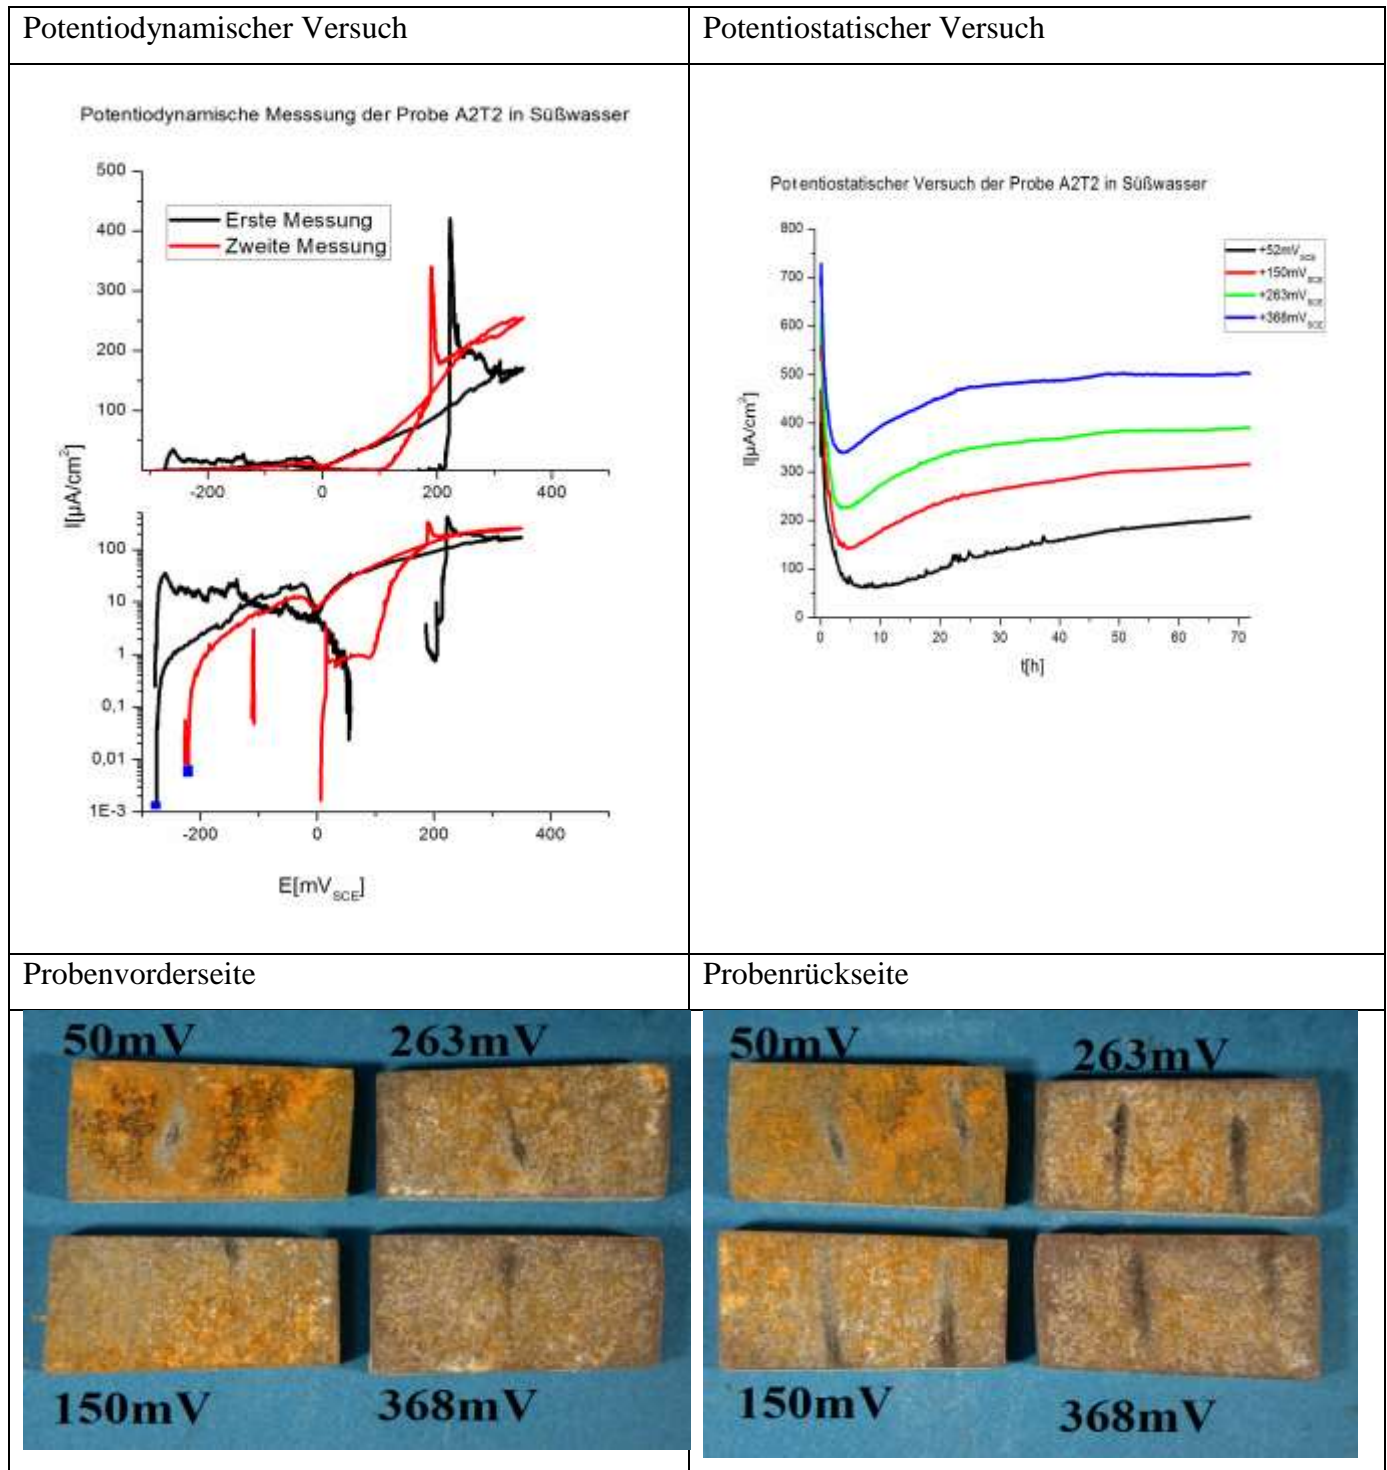 Potentiodynamischer Versuch
Potentiostatischer Versuch
Potentiodynamische Messsung der Probe A2T2 in Süßwasser
500
400
300
200
100
Erste Messung
Zweite Messung
-200
0
200
400
I[µA/cm²]
100
10
1
0,1
0,01
1E-3
-200
0
200
400
E[mV_SCE]
Potentiostatischer Versuch der Probe A2T2 in Süßwasser
800
700
600
500
400
300
200
100
0
+52mV_SCE
+150mV_SCE
+263mV_SCE
+368mV_SCE
I[µA/cm²]
0
10
20
30
40
50
60
70
t[h]
Probenvorderseite
Probenrückseite
50mV
263mV
150mV
368mV
50mV
263mV
150mV
368mV